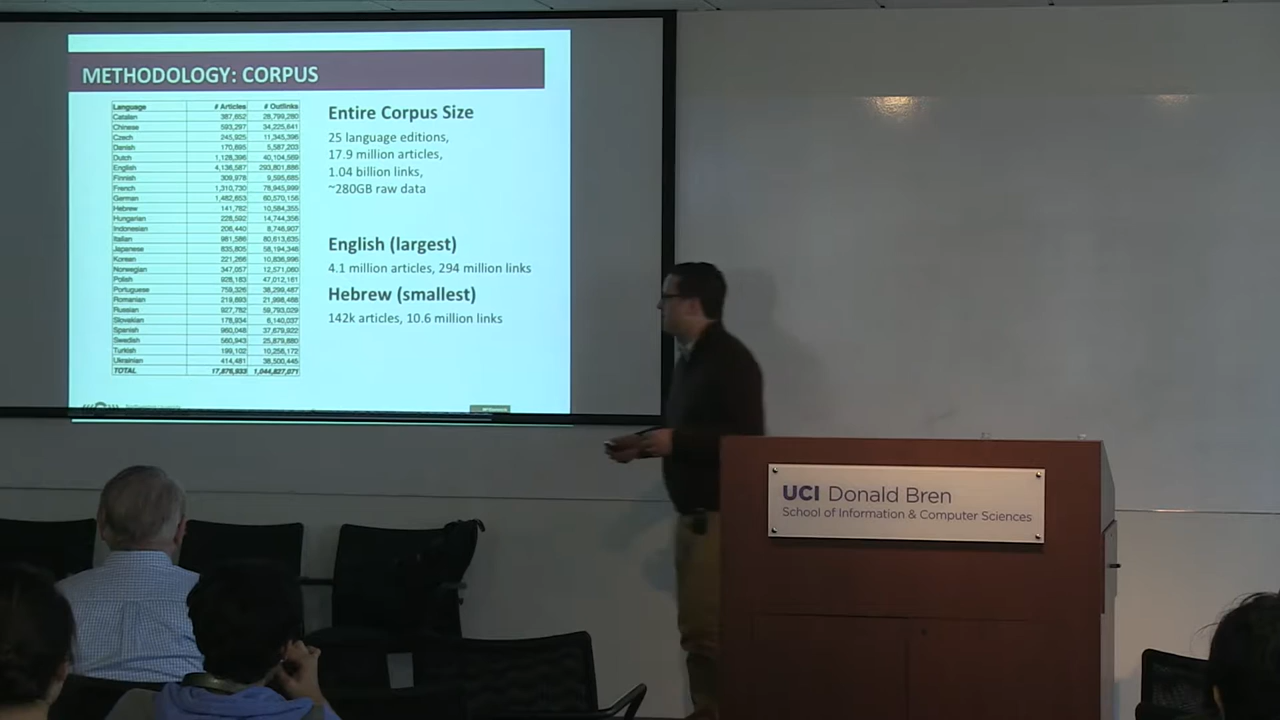 METHODOLOGY: CORPUS
Language # Articles # Outlinks
Catalan 387,652 28,799,280
Chinese 593,297 34,225,641
Czech 245,925 11,345,396
Danish 170,695 5,587,203
Dutch 1,128,396 40,104,569
English 4,136,587 293,801,886
Finnish 309,978 9,595,685
French 1,310,730 78,945,999
German 1,482,853 60,570,156
Hebrew 141,782 10,584,355
Hungarian 228,592 14,744,356
Indonesian 206,440 8,746,907
Italian 981,586 80,613,635
Japanese 835,805 58,194,346
Korean 221,266 10,836,996
Norwegian 347,057 12,571,060
Polish 928,183 47,012,161
Portuguese 759,326 38,299,487
Romanian 219,693 21,998,488
Russian 927,782 59,793,029
Slovakian 178,934 6,140,037
Spanish 960,048 37,679,922
Swedish 560,943 25,879,880
Turkish 199,102 10,256,172
Ukrainian 414,481 38,500,445
TOTAL 17,876,933 1,044,827,071
Entire Corpus Size
25 language editions,
17.9 million articles,
1.04 billion links,
~280GB raw data
English (largest)
4.1 million articles, 294 million links
Hebrew (smallest)
142k articles, 10.6 million links
UCI Donald Bren
School of Information & Computer Sciences